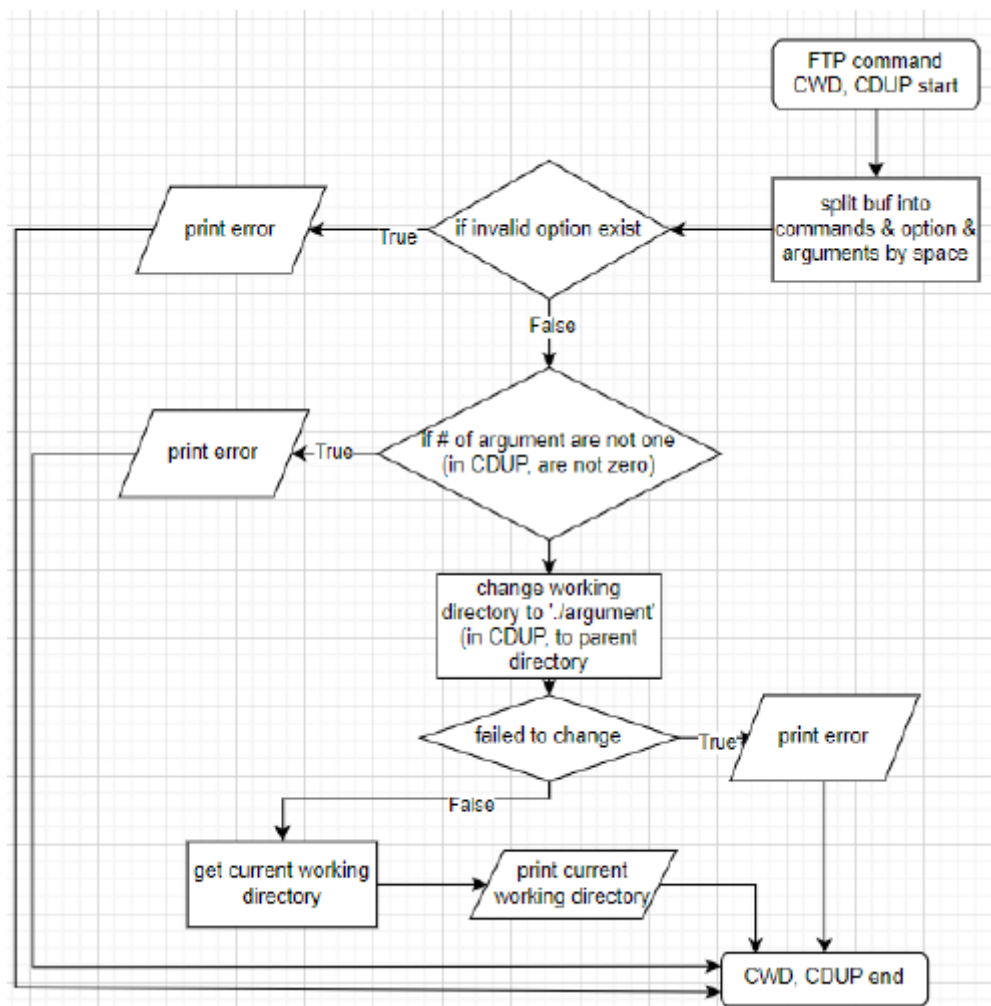 FTP command
CWD, CDUP start
split buf into
commands & option &
arguments by space
if invalid option exist
True
print error
False
if # of argument are not one
(in CDUP, are not zero)
True
print error
change working
directory to './argument'
(in CDUP, to parent
directory
failed to change
True
print error
False
get current working
directory
print current
working directory
CWD, CDUP end